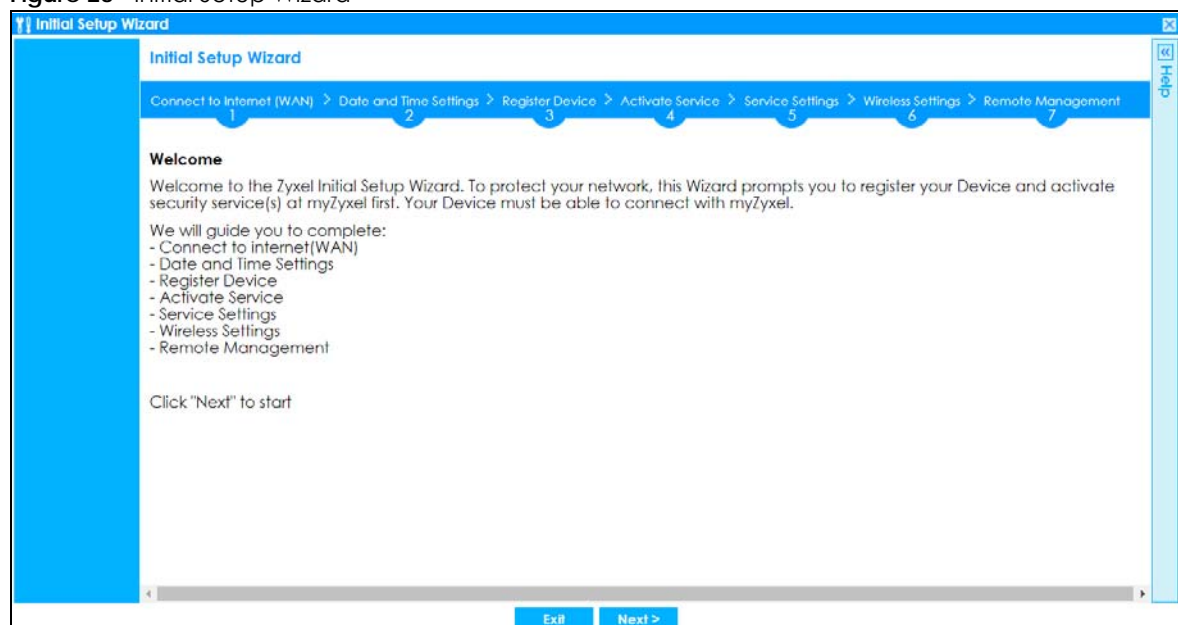 Figure 28 Initial Setup Wizard
Initial Setup Wizard
Initial Setup Wizard
Help
Connect to Internet (WAN) > Date and Time Settings > Register Device > Activate Service > Service Settings > Wireless Settings > Remote Management
1 2 3 4 5 6 7
Welcome
Welcome to the Zyxel Initial Setup Wizard. To protect your network, this Wizard prompts you to register your Device and activate
security service(s) at myZyxel first. Your Device must be able to connect with myZyxel.
We will guide you to complete:
- Connect to internet(WAN)
- Date and Time Settings
- Register Device
- Activate Service
- Service Settings
- Wireless Settings
- Remote Management
Click "Next" to start
Exit Next >